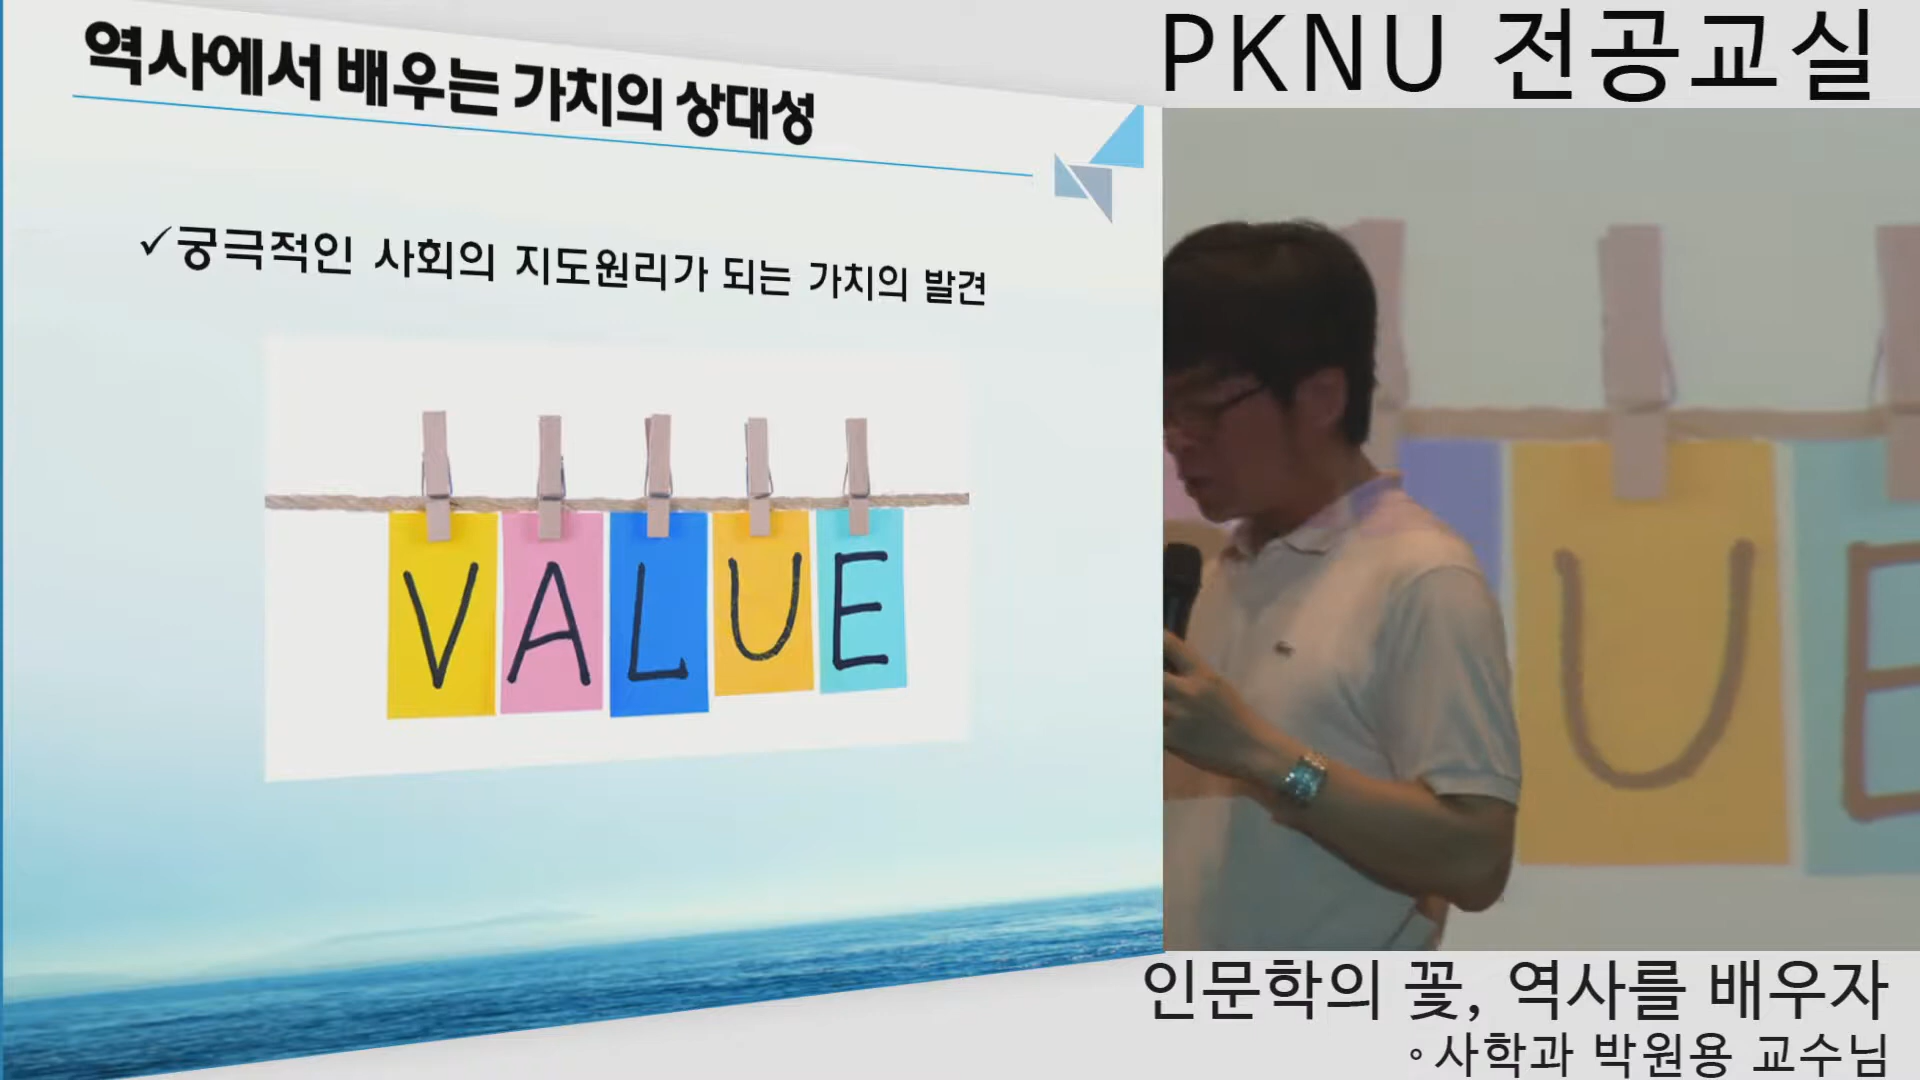 역사에서 배우는 가치의 상대성
✓궁극적인 사회의 지도원리가 되는 가치의 발견
VALUE
PKNU 전공교실
UE
인문학의 꽃, 역사를 배우자
◦사학과 박원용 교수님